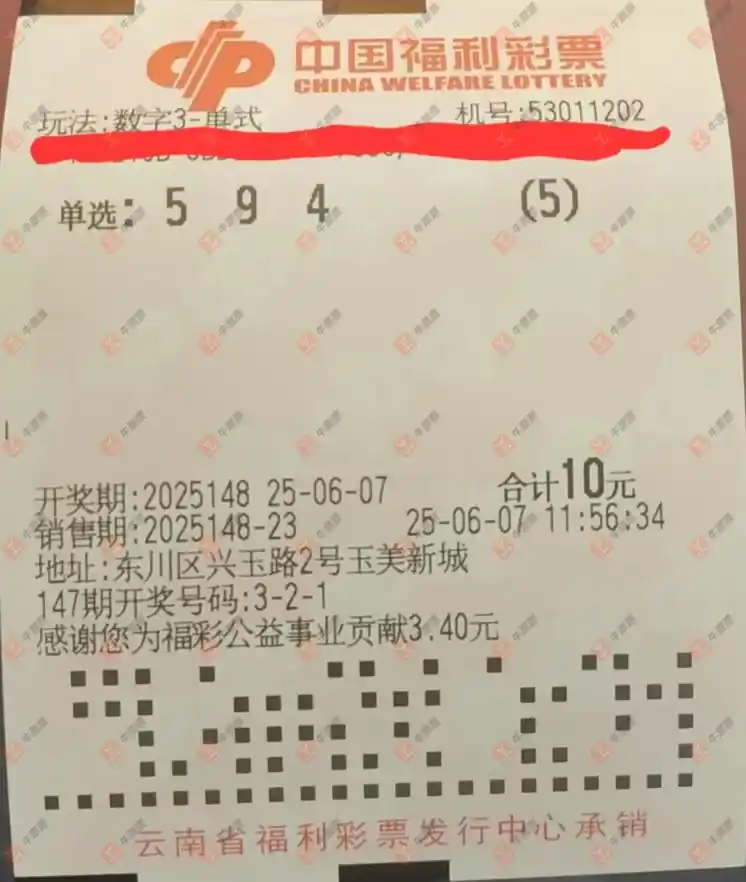 中国福利彩票
CHINA WELFARE LOTTERY
玩法:数字3-单式 机号:53011202
单选: 5 9 4 (5)
开奖期:2025148 25-06-07 合计10元
销售期:2025148-23 25-06-07 11:56:34
地址:东川区兴玉路2号玉美新城
147期开奖号码:3-2-1
感谢您为福彩公益事业贡献3.40元
云南省福利彩票发行中心承销